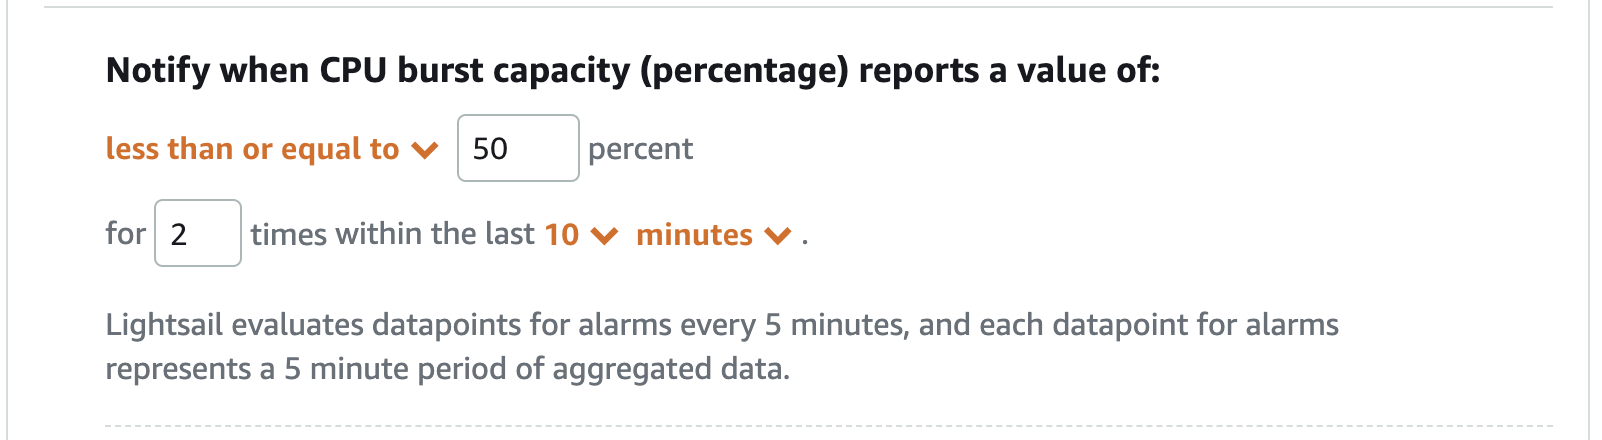 Notify when CPU burst capacity (percentage) reports a value of:
less than or equal to 50 percent
for 2 times within the last 10 minutes .
Lightsail evaluates datapoints for alarms every 5 minutes, and each datapoint for alarms
represents a 5 minute period of aggregated data.